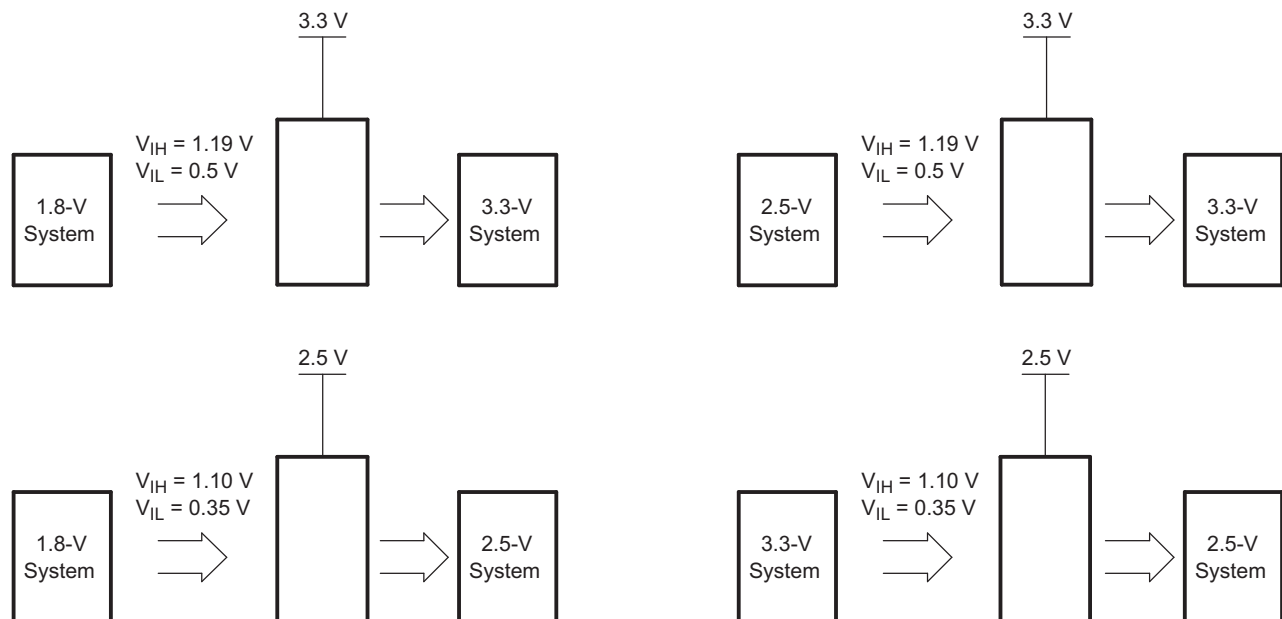 3.3 V
V_IH = 1.19 V
V_IL = 0.5 V
1.8-V
System
3.3-V
System
3.3 V
V_IH = 1.19 V
V_IL = 0.5 V
2.5-V
System
3.3-V
System
2.5 V
V_IH = 1.10 V
V_IL = 0.35 V
1.8-V
System
2.5-V
System
2.5 V
V_IH = 1.10 V
V_IL = 0.35 V
3.3-V
System
2.5-V
System